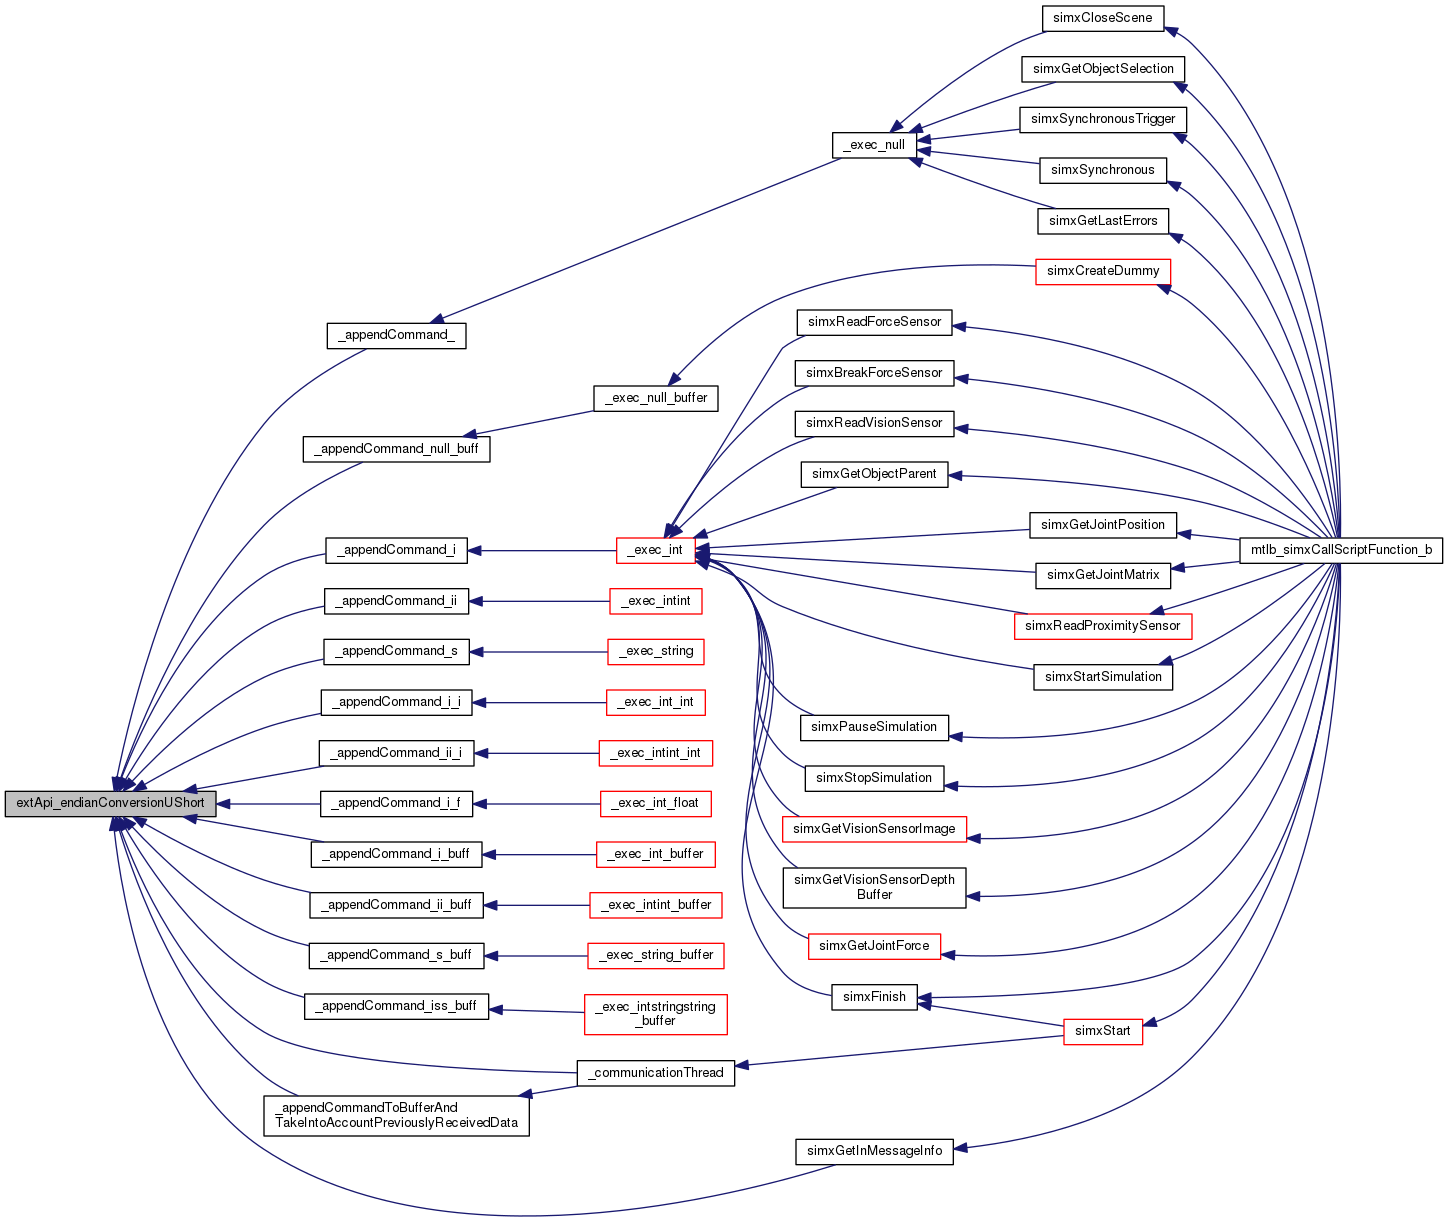 simxCloseScene
simxGetObjectSelection
simxSynchronousTrigger
_exec_null
simxSynchronous
simxGetLastErrors
simxCreateDummy
simxReadForceSensor
_appendCommand_
simxBreakForceSensor
_exec_null_buffer
simxReadVisionSensor
_appendCommand_null_buff
simxGetObjectParent
simxGetJointPosition
_appendCommand_i
_exec_int
mtlb_simxCallScriptFunction_b
simxGetJointMatrix
_appendCommand_ii
_exec_intint
simxReadProximitySensor
_appendCommand_s
_exec_string
simxStartSimulation
_appendCommand_i_i
_exec_int_int
simxPauseSimulation
_appendCommand_ii_i
_exec_intint_int
simxStopSimulation
extApi_endianConversionUShort
_appendCommand_i_f
_exec_int_float
simxGetVisionSensorImage
_appendCommand_i_buff
_exec_int_buffer
simxGetVisionSensorDepth
Buffer
_appendCommand_ii_buff
_exec_intint_buffer
simxGetJointForce
_appendCommand_s_buff
_exec_string_buffer
simxFinish
_appendCommand_iss_buff
_exec_intstringstring
_buffer
simxStart
_communicationThread
_appendCommandToBufferAnd
TakeIntoAccountPreviouslyReceivedData
simxGetInMessageInfo